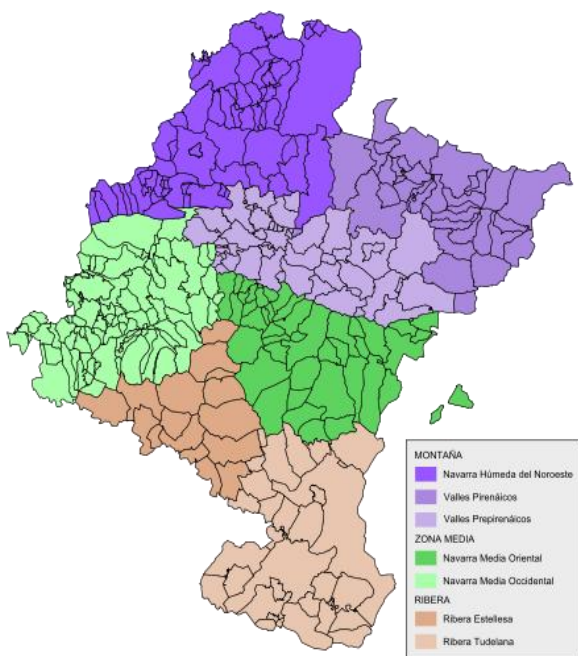 MONTAÑA
Navarra Húmeda del Noroeste
Valles Pirenáicos
Valles Prepirenáicos
ZONA MEDIA
Navarra Media Oriental
Navarra Media Occidental
RIBERA
Ribera Estellesa
Ribera Tudelana